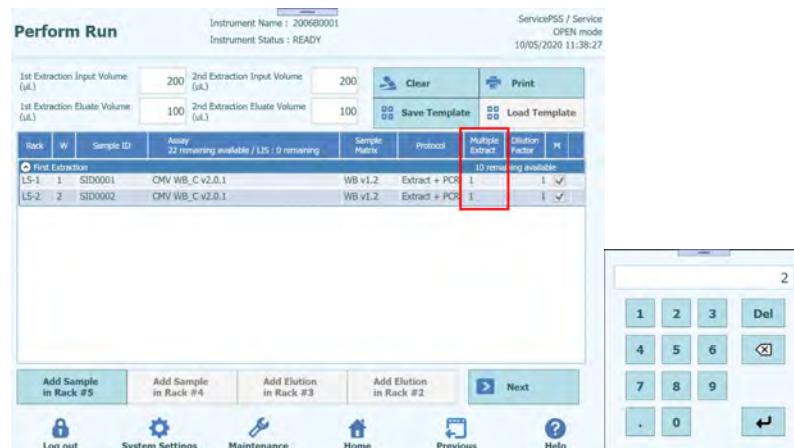 Perform Run
Instrument Name : 200680001
Instrument Status : READY
ServicePSS / Service
OPEN mode
10/05/2020 11:38:27
1st Extraction Input Volume (uL) 200 2nd Extraction Input Volume (uL) 200 Clear Print
1st Extraction Eluate Volume (uL) 100 2nd Extraction Eluate Volume (uL) 100 Save Template Load Template
Rack W Sample ID Assay 22 remaining available / LIS : 0 remaining Sample Matrix Protocol Multiple Extract Dilution Factor M
First Extraction 10 remaining available
LS-1 1 SID0001 CMV WB_C v2.0.1 WB v1.2 Extract + PCR 1 1
LS-2 2 SID0002 CMV WB_C v2.0.1 WB v1.2 Extract + PCR 1 1
Add Sample in Rack #5 Add Sample in Rack #4 Add Elution in Rack #3 Add Elution in Rack #2 Next
Log out System Settings Maintenance Home Previous Help
2
1 2 3 Del
4 5 6
7 8 9
. 0